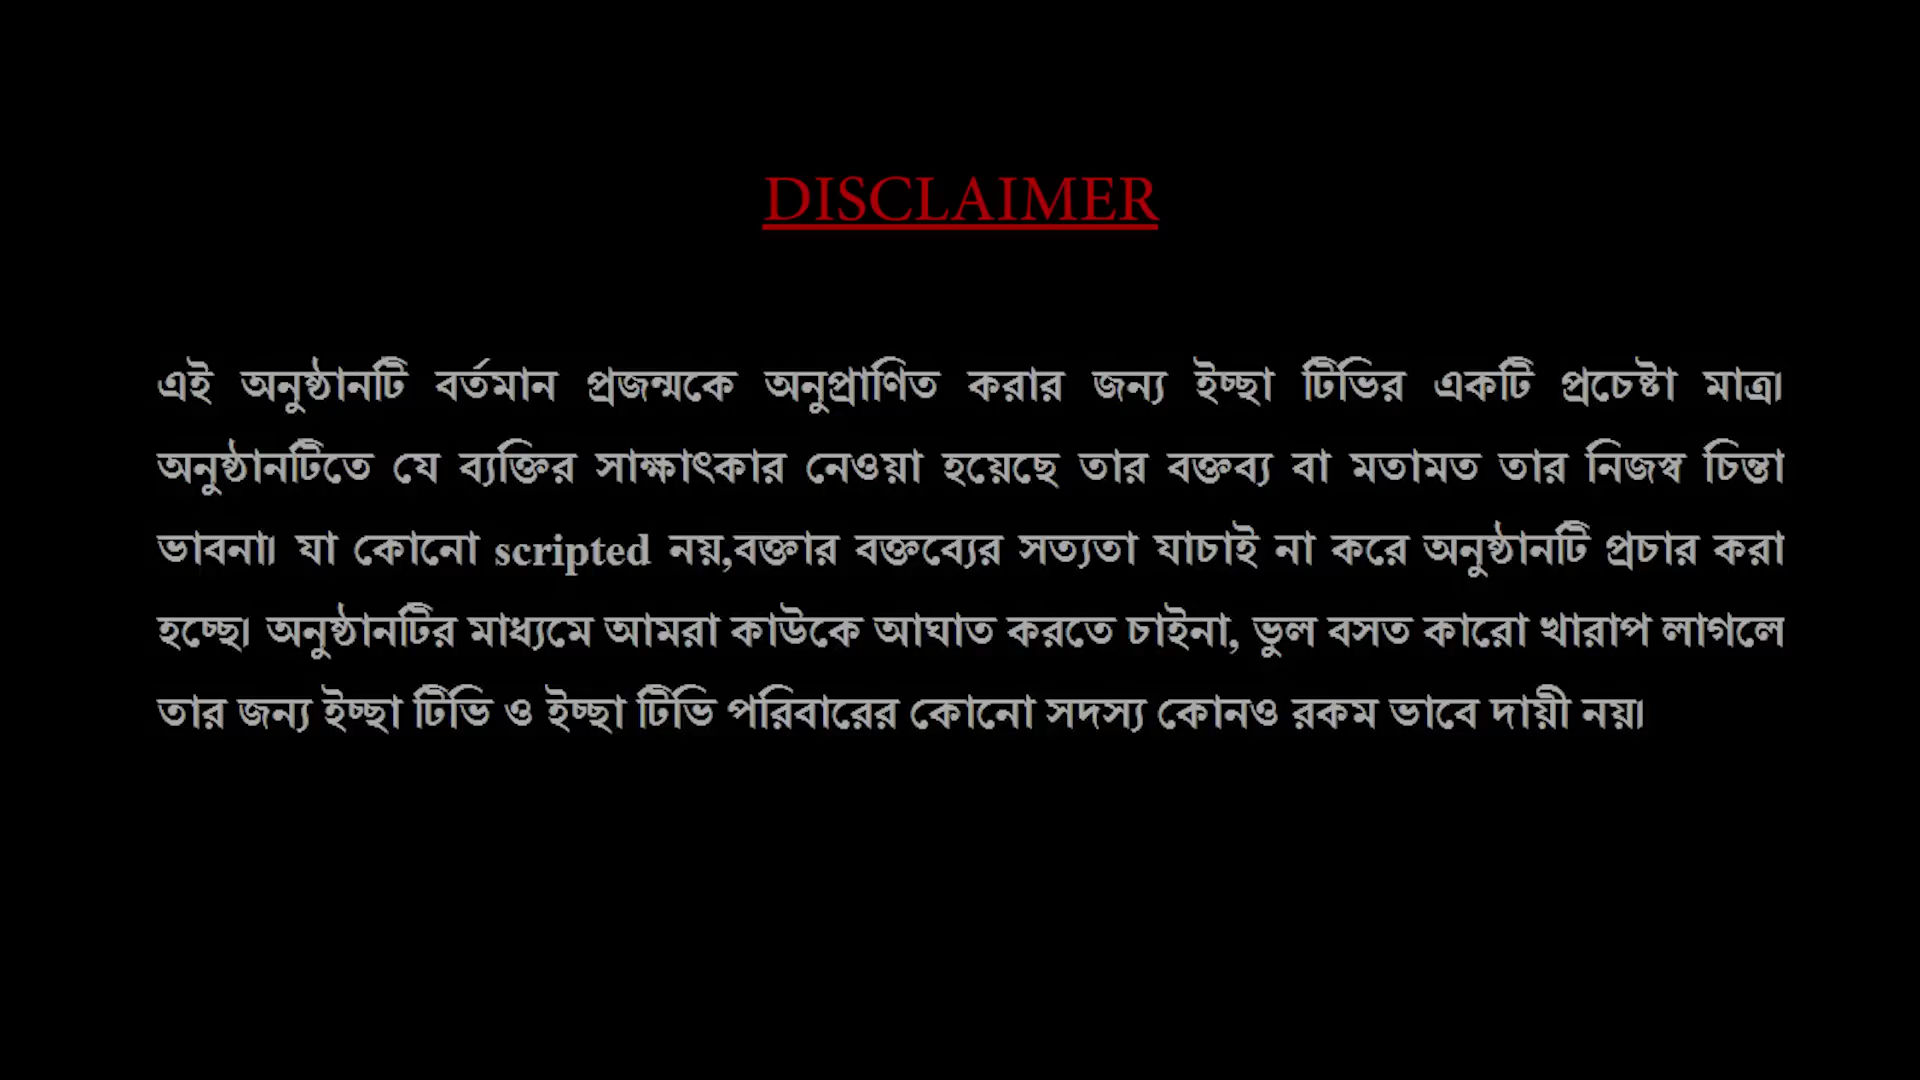 DISCLAIMER
এই অনুষ্ঠানটি বর্তমান প্রজন্মকে অনুপ্রাণিত করার জন্য ইচ্ছা টিভির একটি প্রচেষ্টা মাত্র।
অনুষ্ঠানটিতে যে ব্যক্তির সাক্ষাৎকার নেওয়া হয়েছে তার বক্তব্য বা মতামত তার নিজস্ব চিন্তা
ভাবনা। যা কোনো scripted নয়,বক্তার বক্তব্যের সত্যতা যাচাই না করে অনুষ্ঠানটি প্রচার করা
হচ্ছে। অনুষ্ঠানটির মাধ্যমে আমরা কাউকে আঘাত করতে চাইনা, ভুল বসত কারো খারাপ লাগলে
তার জন্য ইচ্ছা টিভি ও ইচ্ছা টিভি পরিবারের কোনো সদস্য কোনও রকম ভাবে দায়ী নয়।